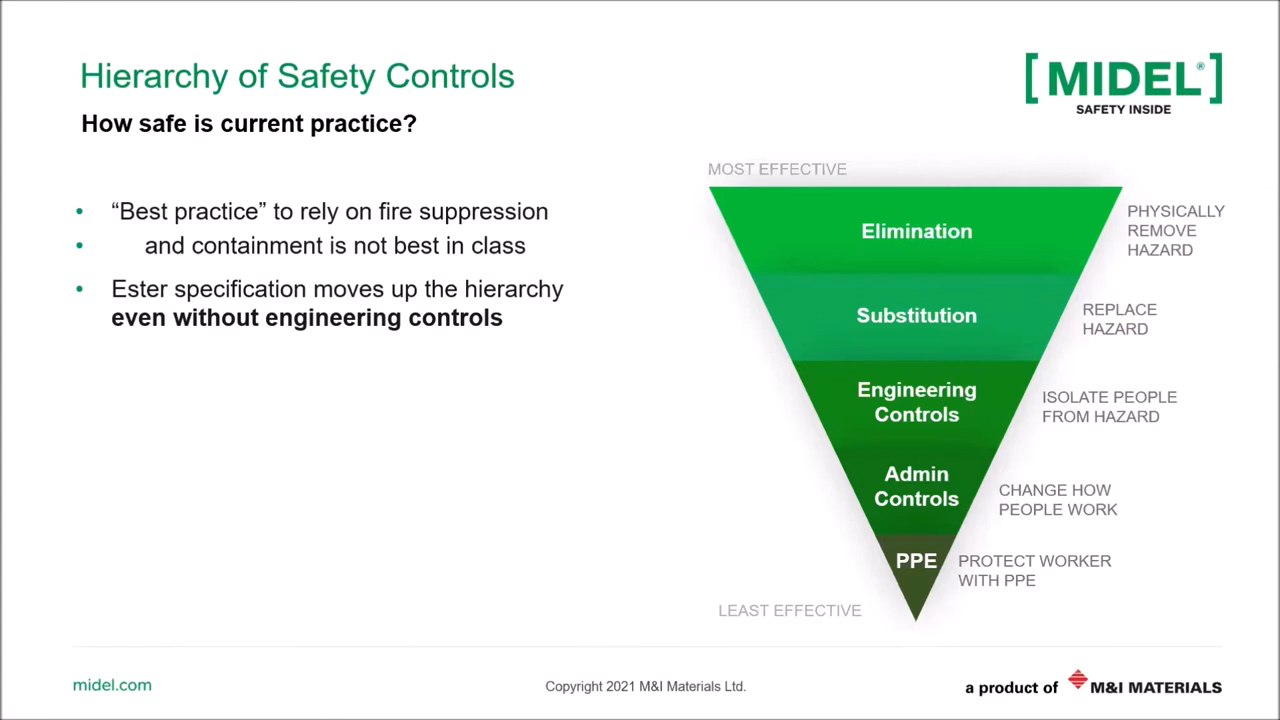 Hierarchy of Safety Controls
How safe is current practice?
[MIDEL®]
SAFETY INSIDE
• “Best practice” to rely on fire suppression
• and containment is not best in class
• Ester specification moves up the hierarchy
even without engineering controls
MOST EFFECTIVE
Elimination
PHYSICALLY
REMOVE
HAZARD
Substitution
REPLACE
HAZARD
Engineering
Controls
ISOLATE PEOPLE
FROM HAZARD
Admin
Controls
CHANGE HOW
PEOPLE WORK
PPE
PROTECT WORKER
WITH PPE
LEAST EFFECTIVE
midel.com
Copyright 2021 M&I Materials Ltd.
a product of M&I MATERIALS